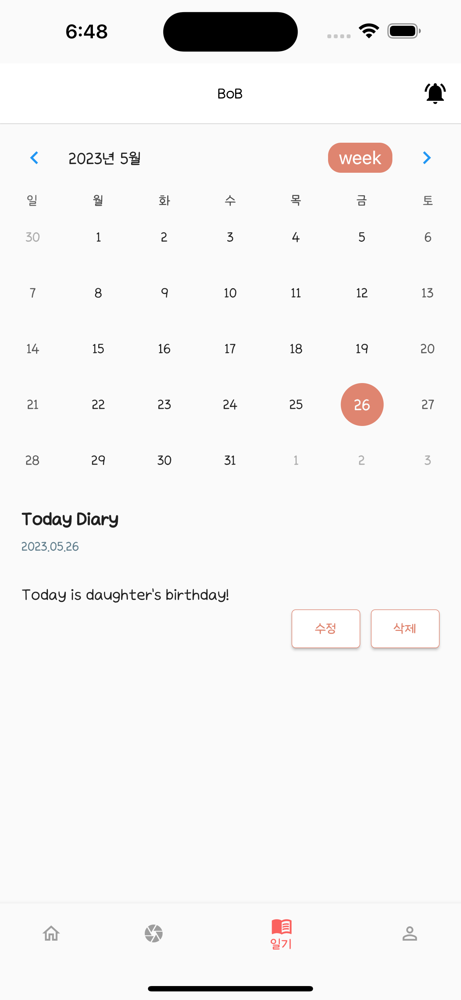 6:48
BoB
2023년 5월 week
일 월 화 수 목 금 토
30 1 2 3 4 5 6
7 8 9 10 11 12 13
14 15 16 17 18 19 20
21 22 23 24 25 26 27
28 29 30 31 1 2 3
Today Diary
2023.05.26
Today is daughter's birthday!
수정 삭제
일기